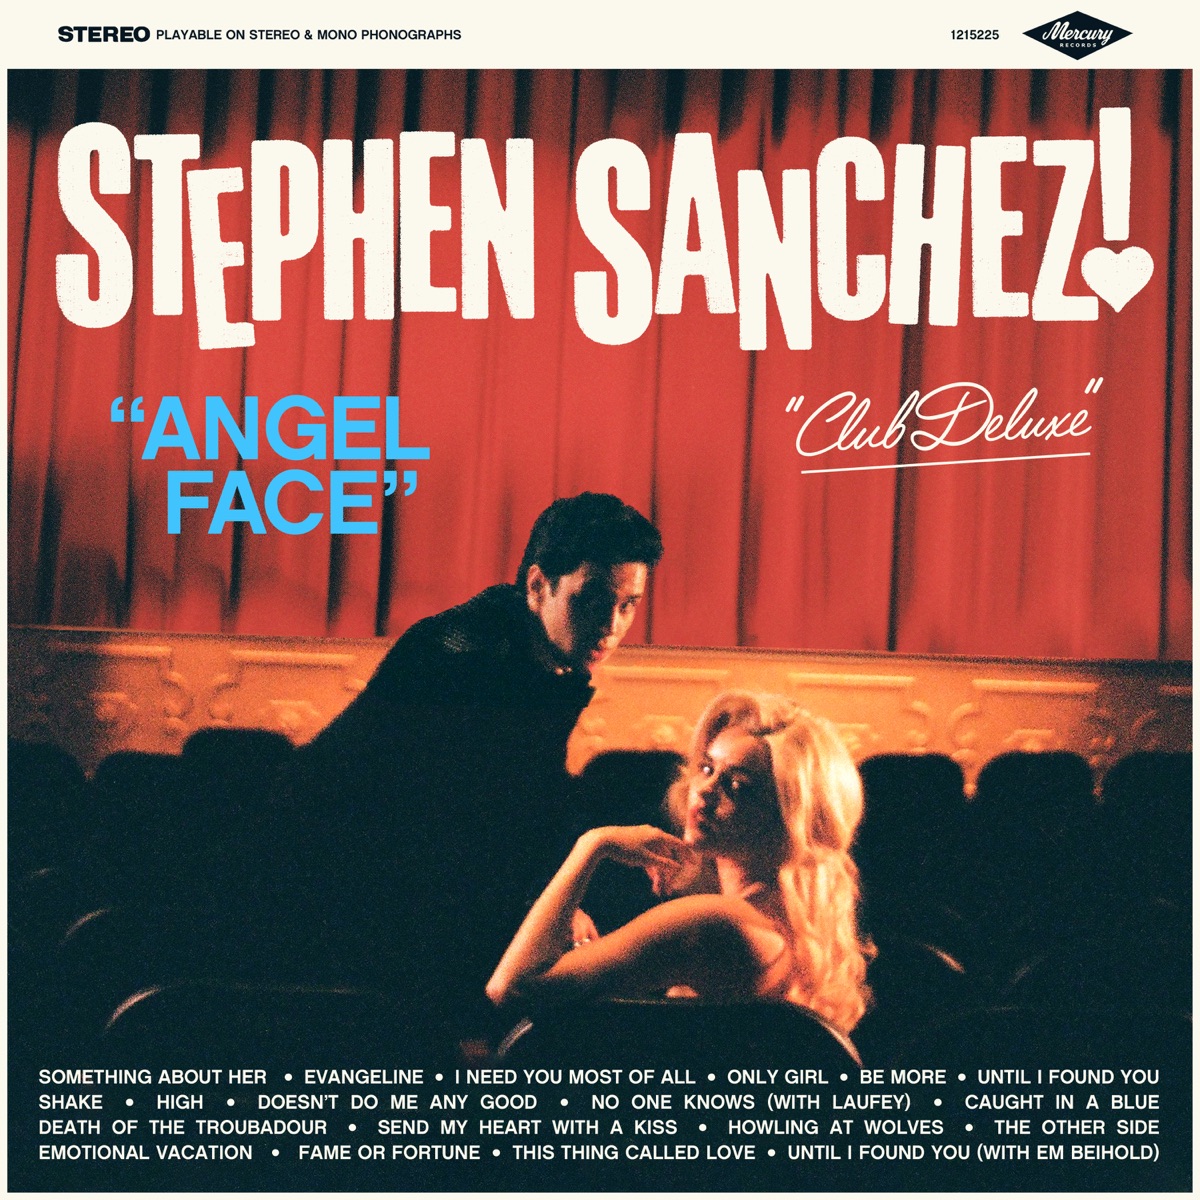 STEREO PLAYABLE ON STEREO & MONO PHONOGRAPHS
1215225
Mercury
RECORDS
STEPHEN SANCHEZ!
“ANGEL
FACE”
"Club Deluxe"
SOMETHING ABOUT HER • EVANGELINE • I NEED YOU MOST OF ALL • ONLY GIRL • BE MORE • UNTIL I FOUND YOU
SHAKE • HIGH • DOESN'T DO ME ANY GOOD • NO ONE KNOWS (WITH LAUFEY) • CAUGHT IN A BLUE
DEATH OF THE TROUBADOUR • SEND MY HEART WITH A KISS • HOWLING AT WOLVES • THE OTHER SIDE
EMOTIONAL VACATION • FAME OR FORTUNE • THIS THING CALLED LOVE • UNTIL I FOUND YOU (WITH EM BEIHOLD)